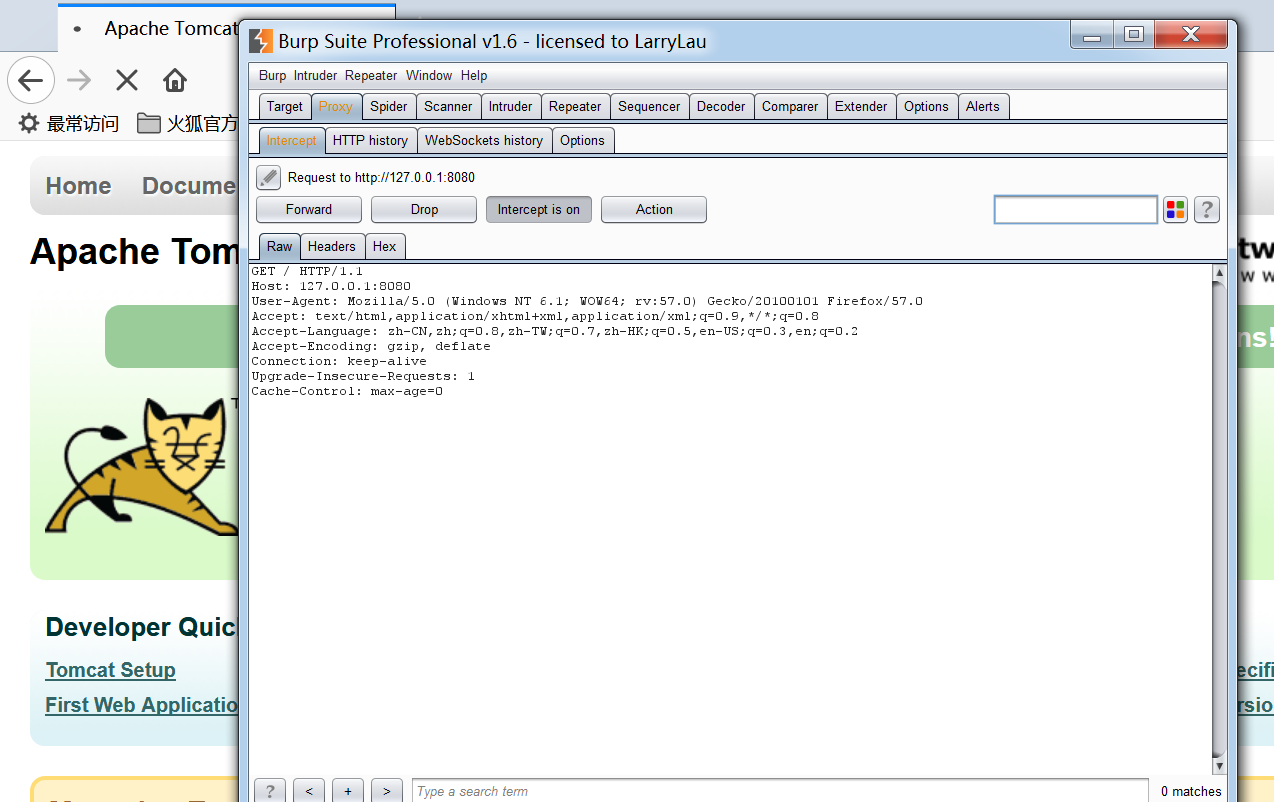 Apache Tomcat
Burp Suite Professional v1.6 - licensed to LarryLau
Burp Intruder Repeater Window Help
Target Proxy Spider Scanner Intruder Repeater Sequencer Decoder Comparer Extender Options Alerts
最常访问 火狐官方
Intercept HTTP history WebSockets history Options
Request to http://127.0.0.1:8080
Home
Forward Drop Intercept is on Action ?
Raw Headers Hex
Apache Tom
GET / HTTP/1.1
Host: 127.0.0.1:8080
User-Agent: Mozilla/5.0 (Windows NT 6.1; WOW64; rv:57.0) Gecko/20100101 Firefox/57.0
Accept: text/html,application/xhtml+xml,application/xml;q=0.9,*/*;q=0.8
Accept-Language: zh-CN,zh;q=0.8,zh-TW;q=0.7,zh-HK;q=0.5,en-US;q=0.3,en;q=0.2
Accept-Encoding: gzip, deflate
Connection: keep-alive
Upgrade-Insecure-Requests: 1
Cache-Control: max-age=0
Developer Quic
Tomcat Setup
First Web Applicatio
? < + > Type a search term 0 matches